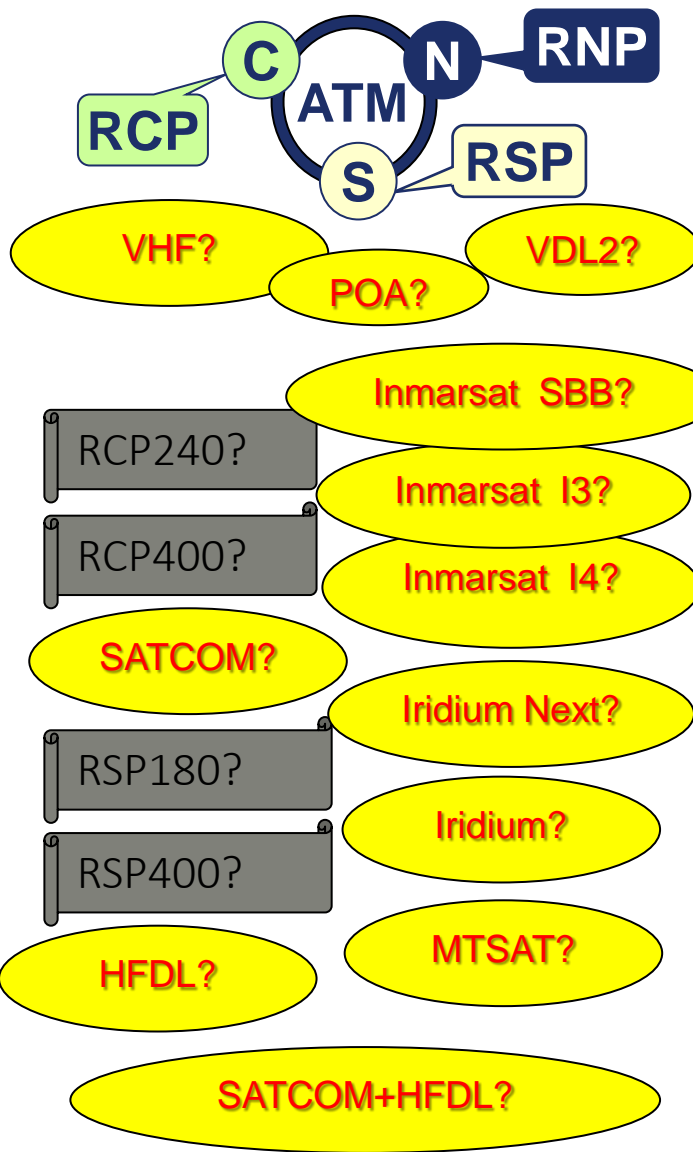 C
N
RNP
ATM
RCP
S
RSP
VHF?
VDL2?
POA?
Inmarsat SBB?
RCP240?
Inmarsat I3?
RCP400?
Inmarsat I4?
SATCOM?
Iridium Next?
RSP180?
Iridium?
RSP400?
MTSAT?
HFDL?
SATCOM+HFDL?